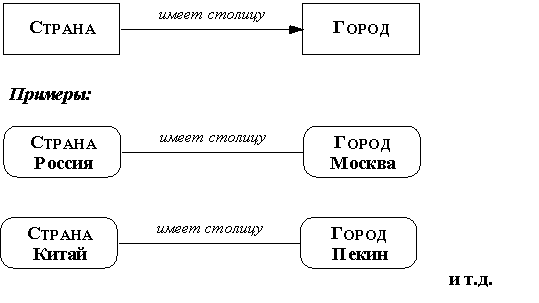 СТРАНА имеет столицу ГОРОД
Примеры:
СТРАНА имеет столицу ГОРОД
Россия Москва
СТРАНА имеет столицу ГОРОД
Китай Пекин
и т.д.